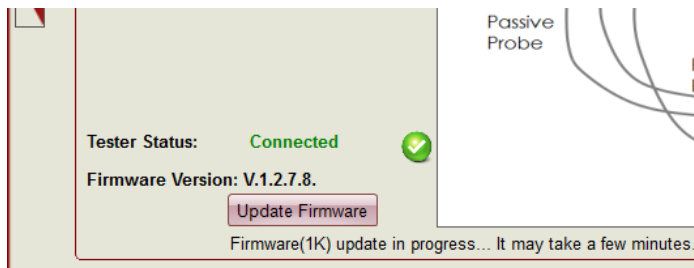 Passive
Probe
Tester Status: Connected
Firmware Version: V.1.2.7.8.
Update Firmware
Firmware(1K) update in progress... It may take a few minutes.